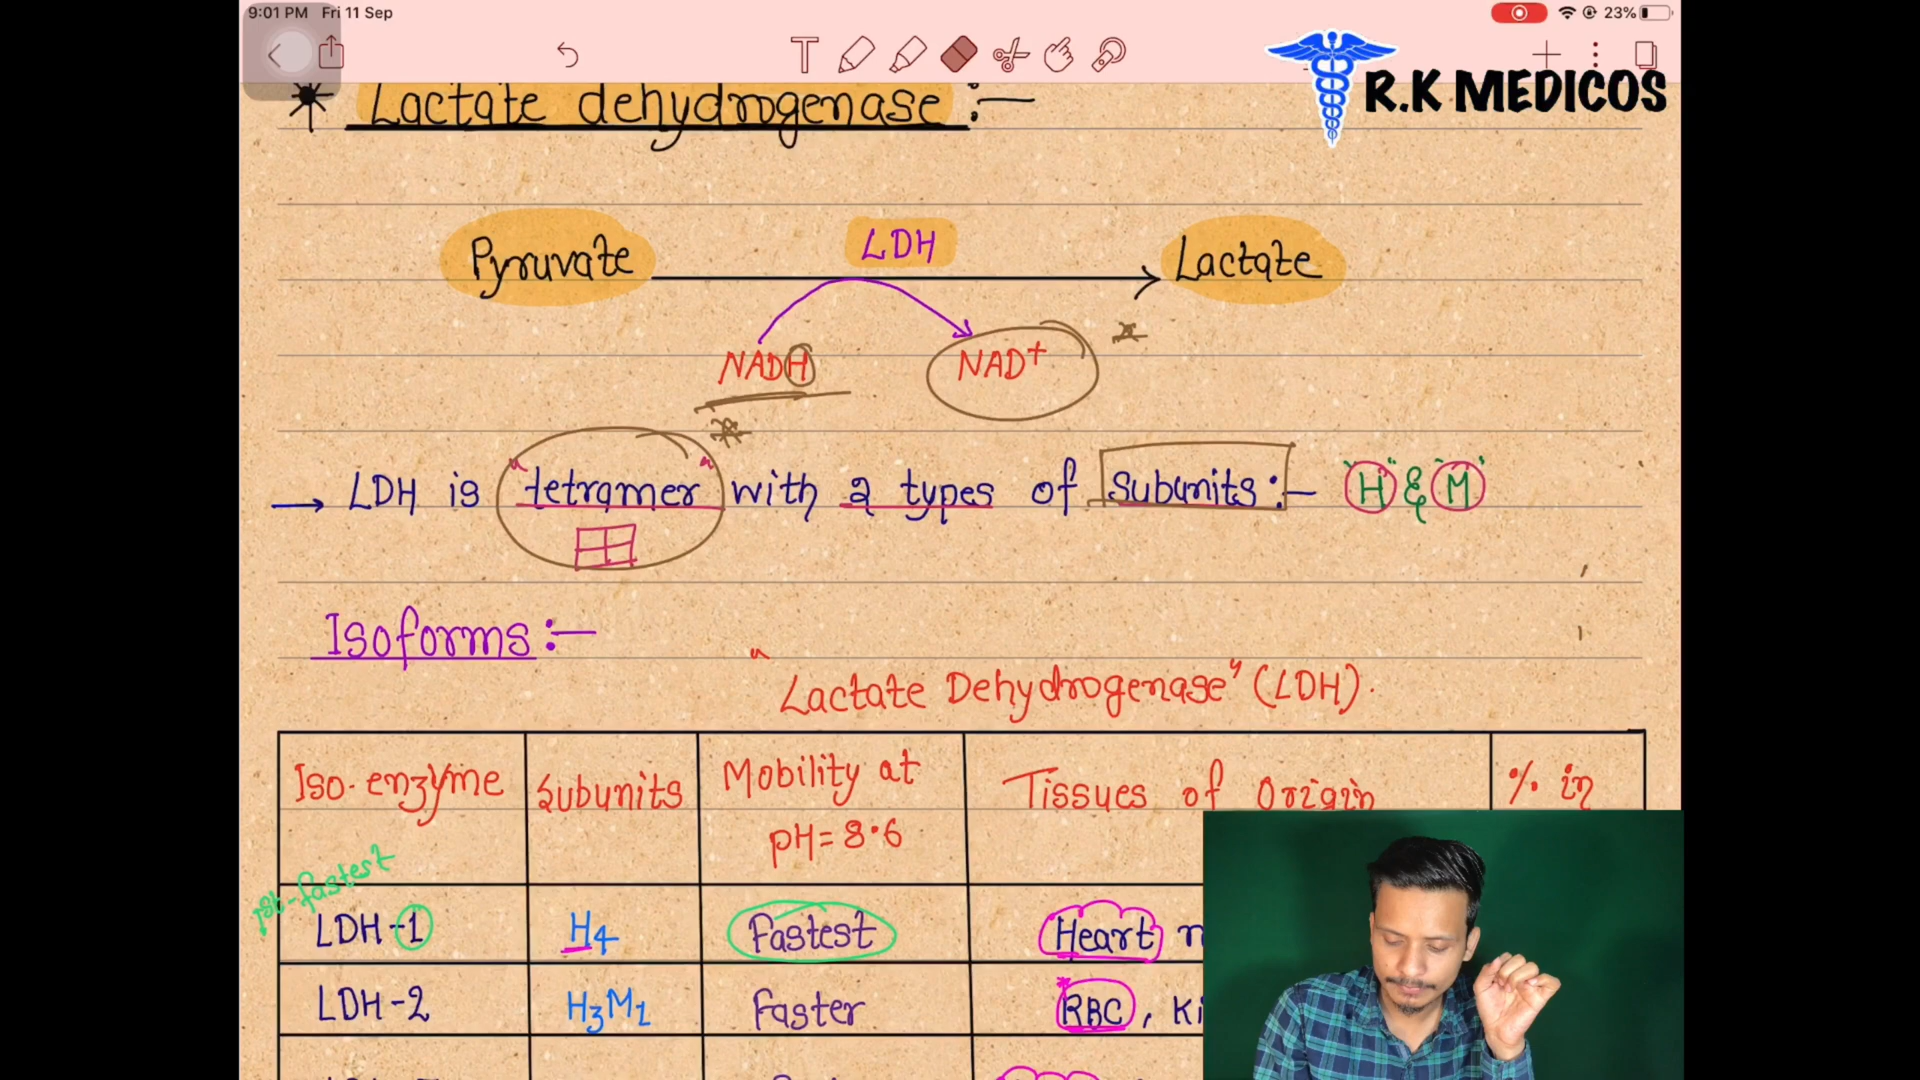 9:01 PM Fri 11 Sep
23%
R.K MEDICOS
Lactate dehydrogenase :-
LDH
Pyruvate
Lactate
NADH
NAD+
→ LDH is "tetramer" with 2 types of Subunits :- "H" & "M"
Isoforms :-
"Lactate Dehydrogenase" (LDH).
Iso-enzyme Subunits Mobility at pH = 8.6 Tissues of Origin % in
1st-fastest
LDH-1 H4 Fastest Heart
LDH-2 H3M1 Faster RBC,